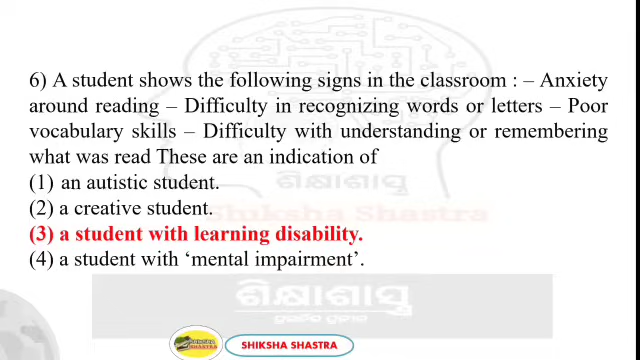 6) A student shows the following signs in the classroom : – Anxiety
around reading – Difficulty in recognizing words or letters – Poor
vocabulary skills – Difficulty with understanding or remembering
what was read These are an indication of
(1) an autistic student.
ଶିକ୍ଷାଶାସ୍ତ୍ର
(2) a creative student.
Shiksha Shastra
(3) a student with learning disability.
(4) a student with ‘mental impairment’.
ଶିକ୍ଷାଶାସ୍ତ୍ର
SHIKSHA SHASTRA